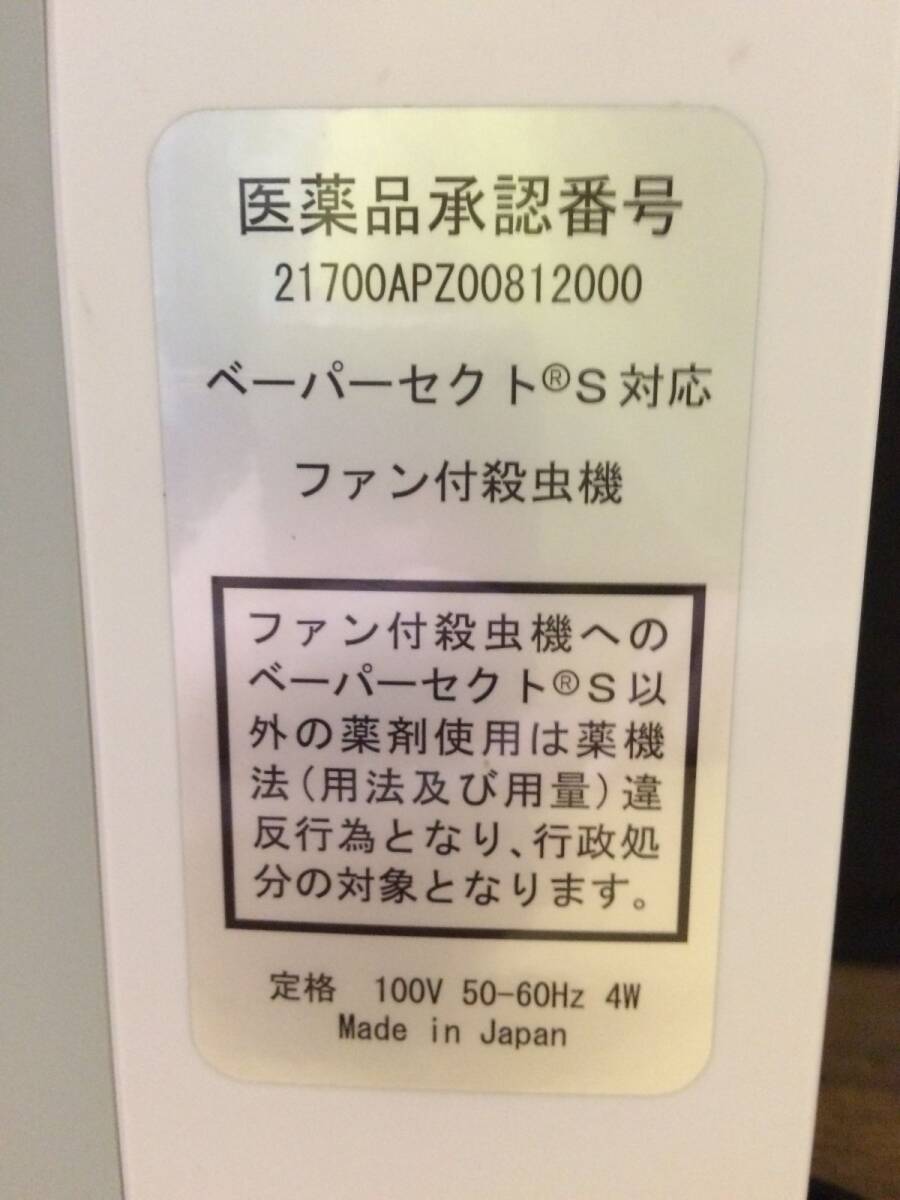 医薬品承認番号
21700APZ00812000
ベーパーセクト®S対応
ファン付殺虫機
ファン付殺虫機への
ベーパーセクト®S以
外の薬剤使用は薬機
法(用法及び用量)違
反行為となり、行政処
分の対象となります。
定格 100V 50-60Hz 4W
Made in Japan